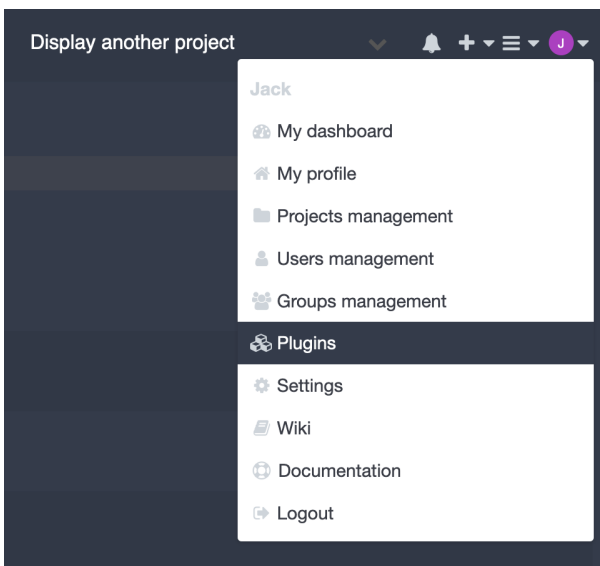 Display another project
J
Jack
My dashboard
My profile
Projects management
Users management
Groups management
Plugins
Settings
Wiki
Documentation
Logout